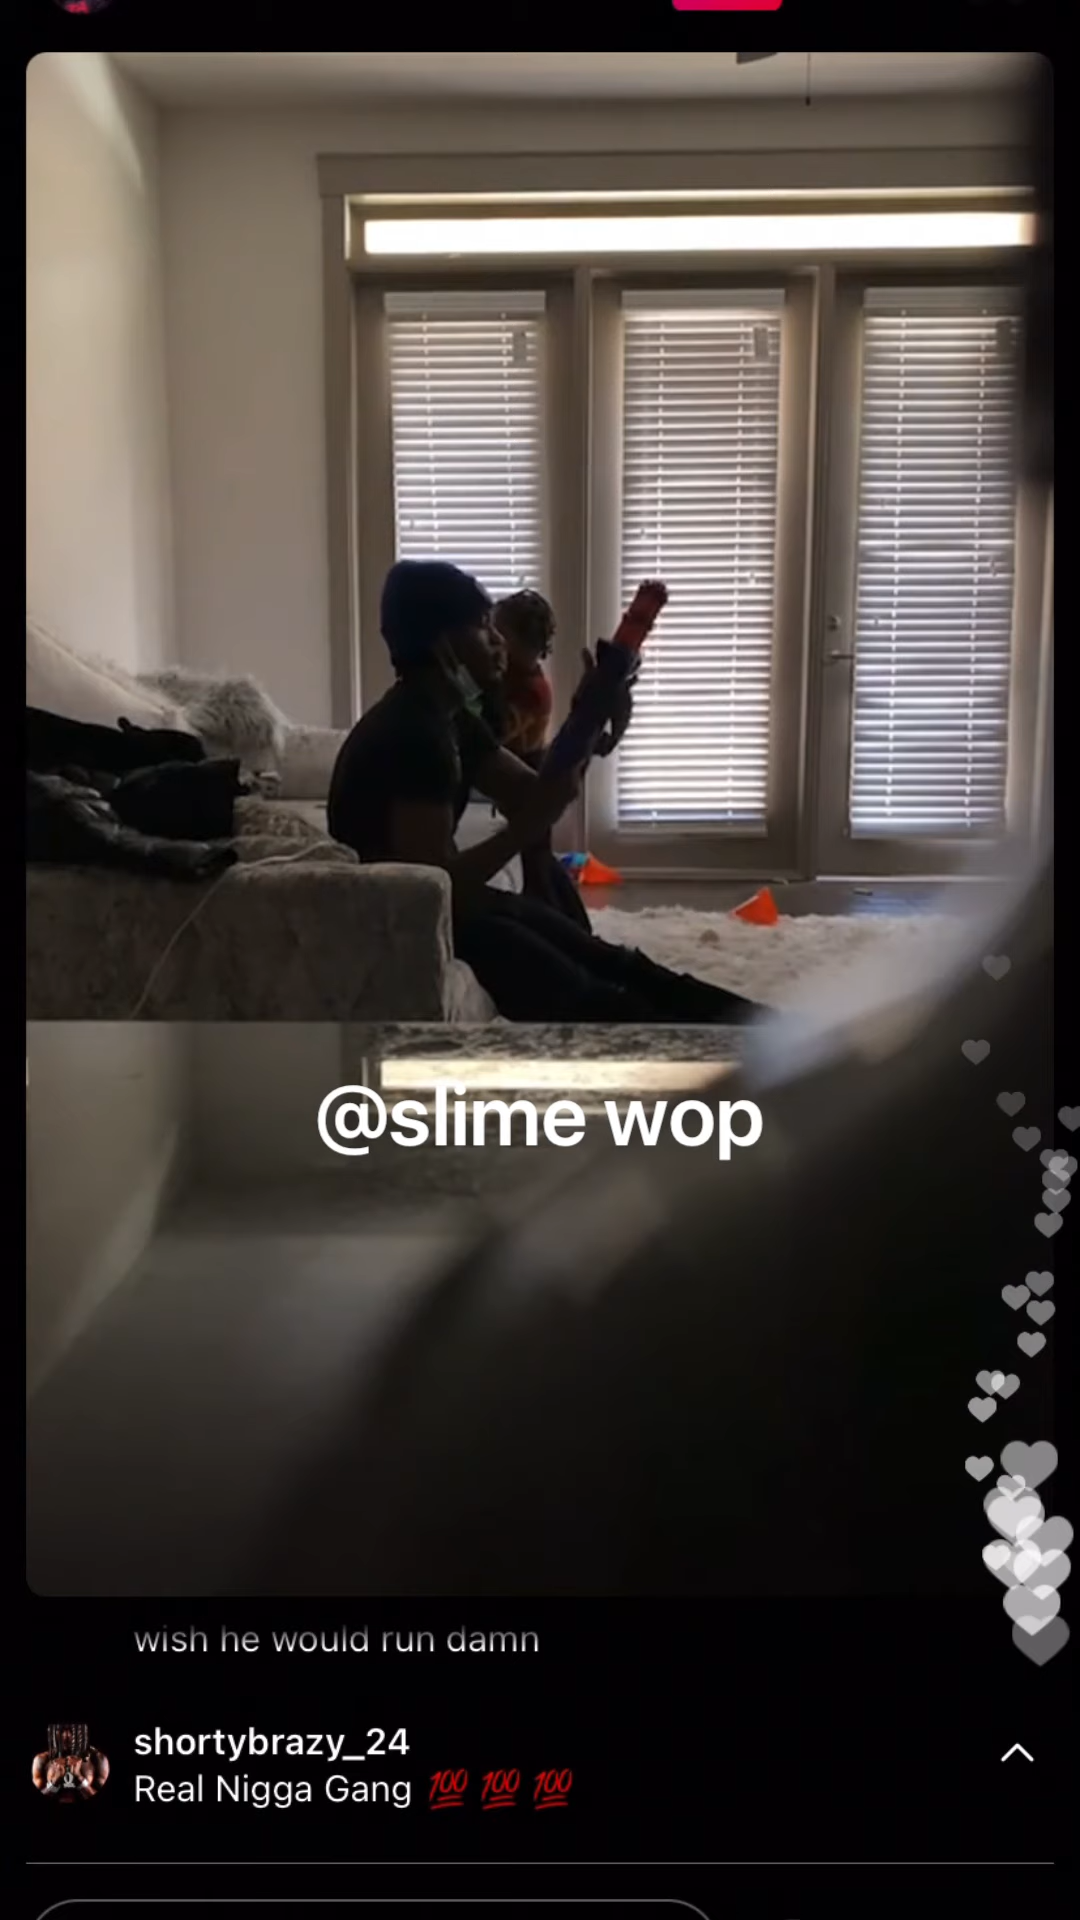 @slime wop
wish he would run damn
shortybrazy_24
Real Nigga Gang 💯 💯 💯